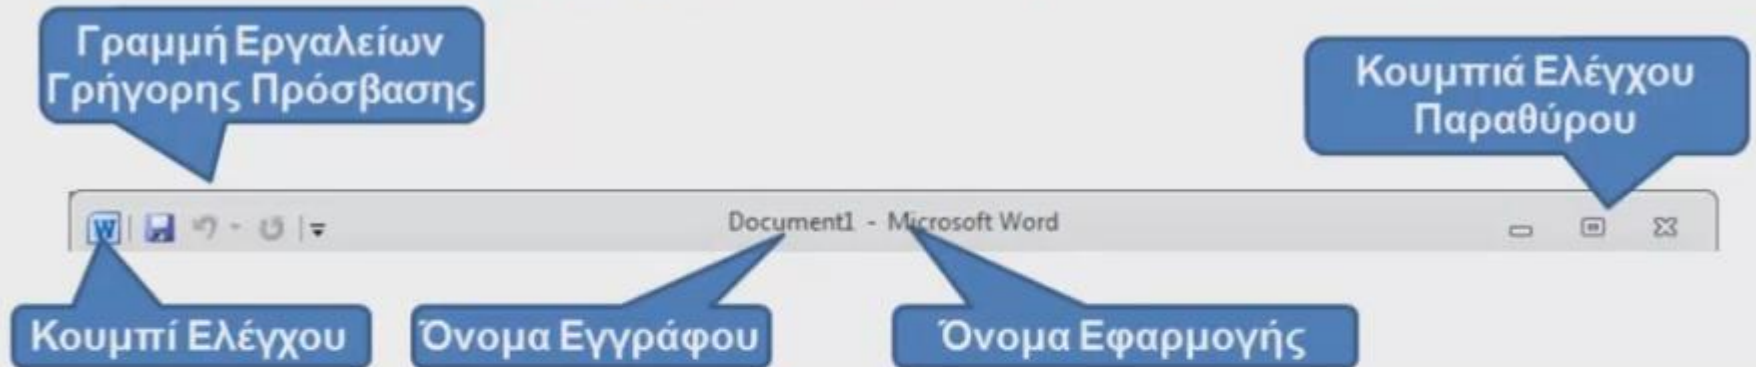 Γραμμή Εργαλείων
Γρήγορης Πρόσβασης
Κουμπιά Ελέγχου
Παραθύρου
W
Document1 - Microsoft Word
Κουμπί Ελέγχου
Όνομα Εγγράφου
Όνομα Εφαρμογής